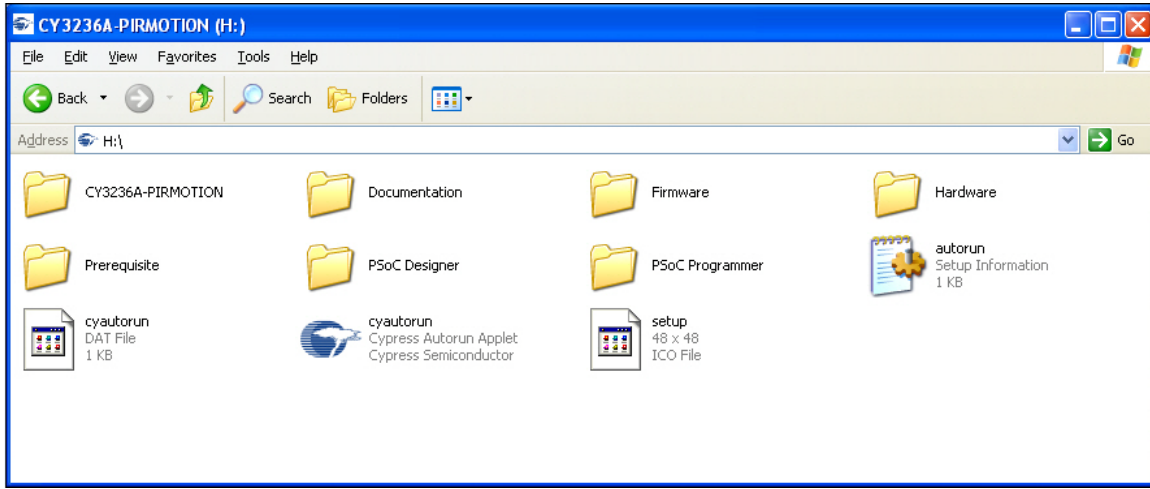 CY3236A-PIRMOTION (H:)
File Edit View Favorites Tools Help
Back Search Folders
Address H:\ Go
CY3236A-PIRMOTION
Documentation
Firmware
Hardware
Prerequisite
PSoC Designer
PSoC Programmer
autorun
Setup Information
1 KB
cyautorun
DAT File
1 KB
cyautorun
Cypress Autorun Applet
Cypress Semiconductor
setup
48 x 48
ICO File